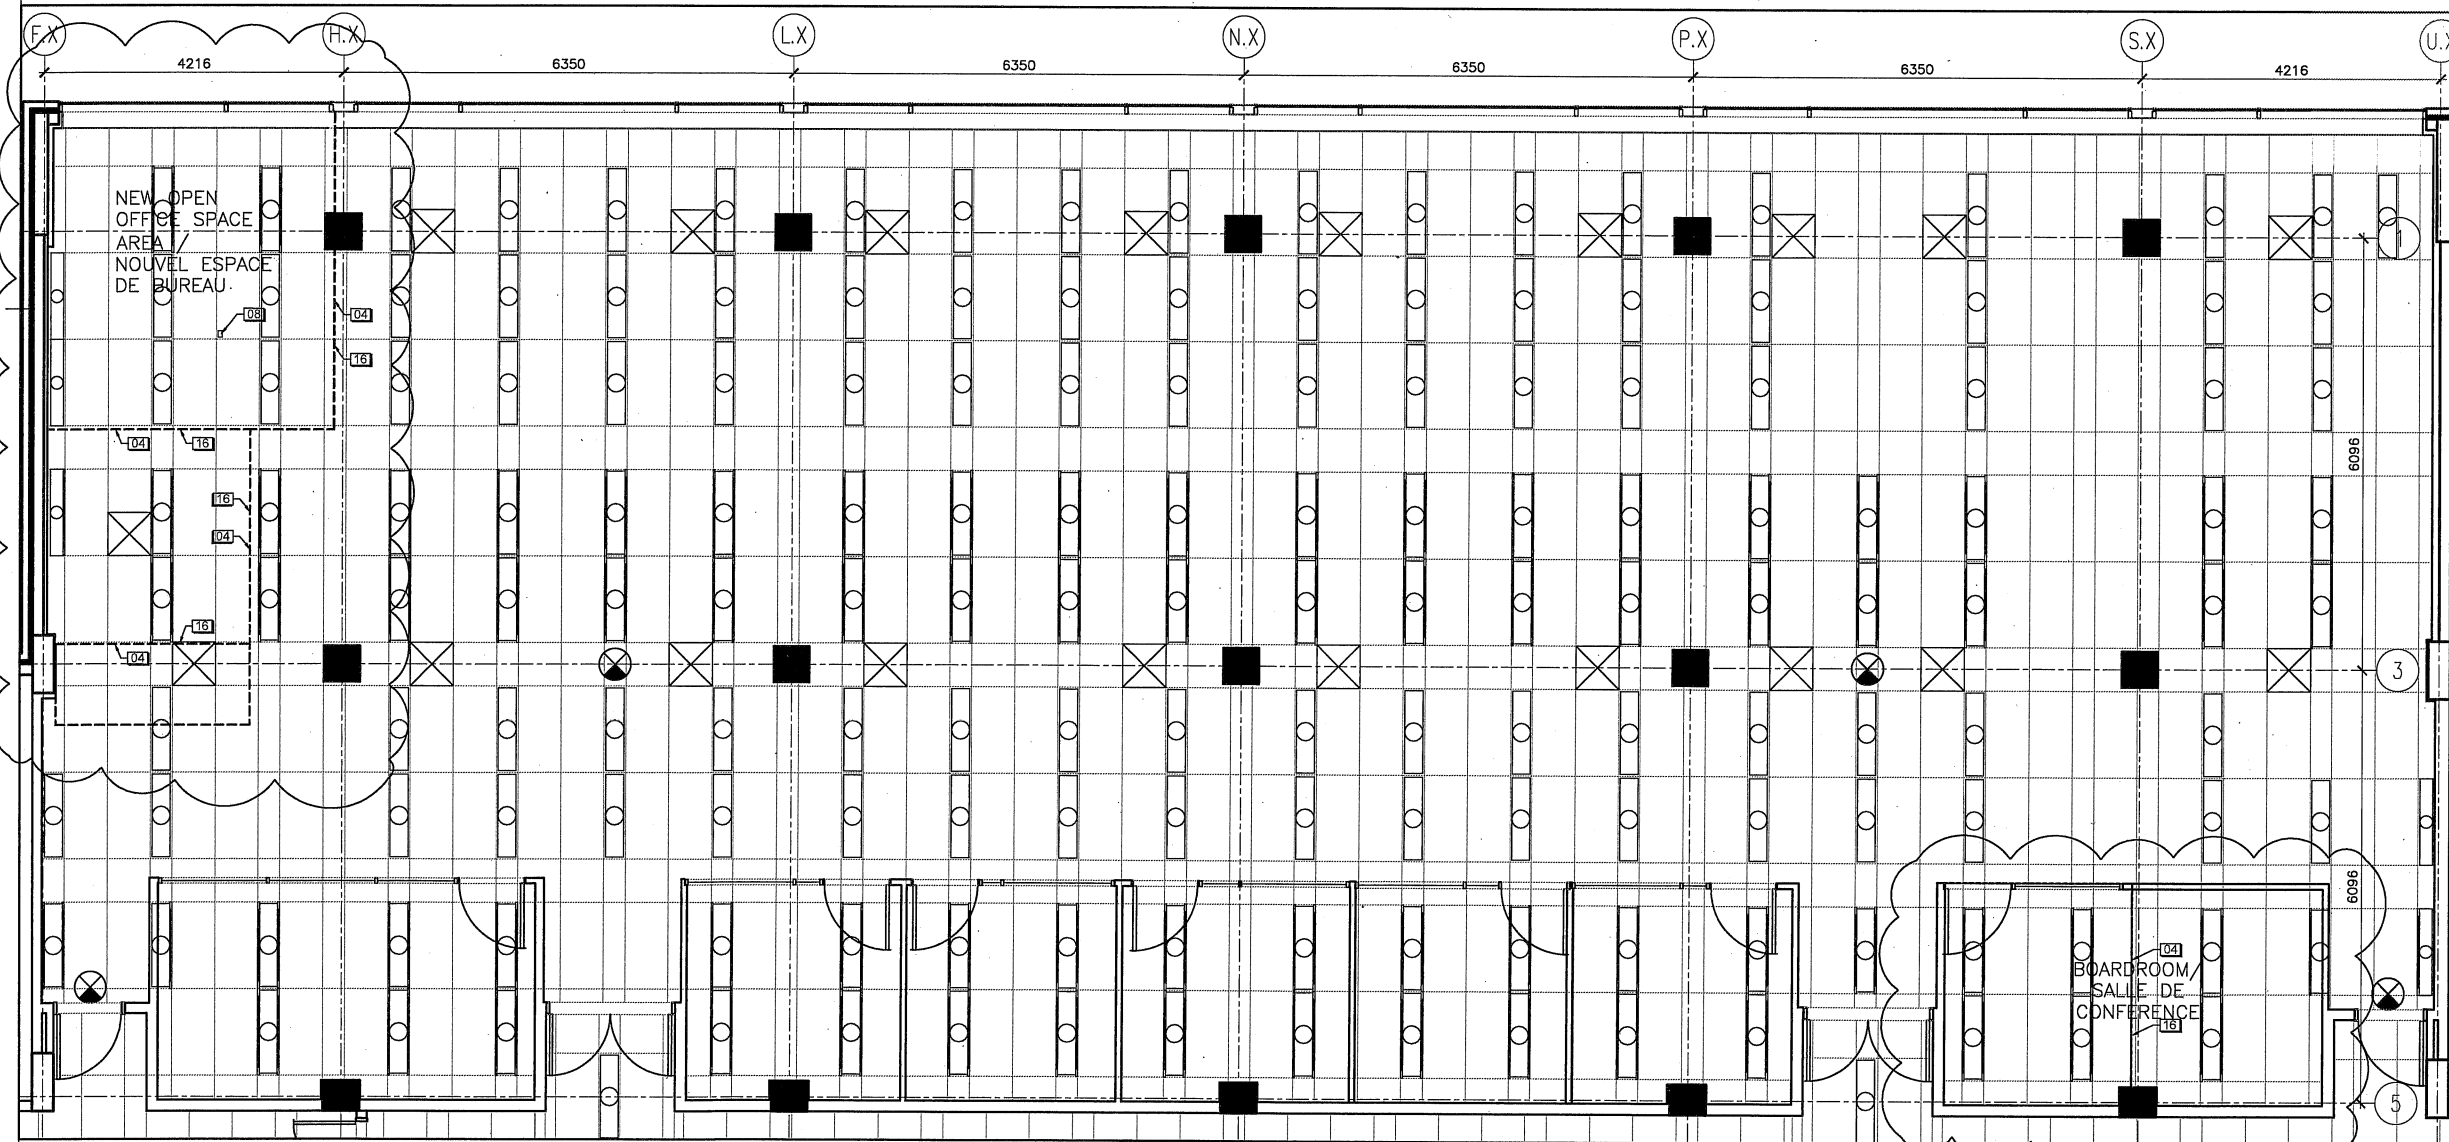 F.X H.X L.X N.X P.X S.X U.X
4216 6350 6350 6350 6350 4216
NEW OPEN
OFFICE SPACE
AREA /
NOUVEL ESPACE
DE BUREAU
1
08
04
16
04 16
6096
16
04
16
04
3
6096
04
BOARDROOM/
SALLE DE
CONFERENCE
16
5